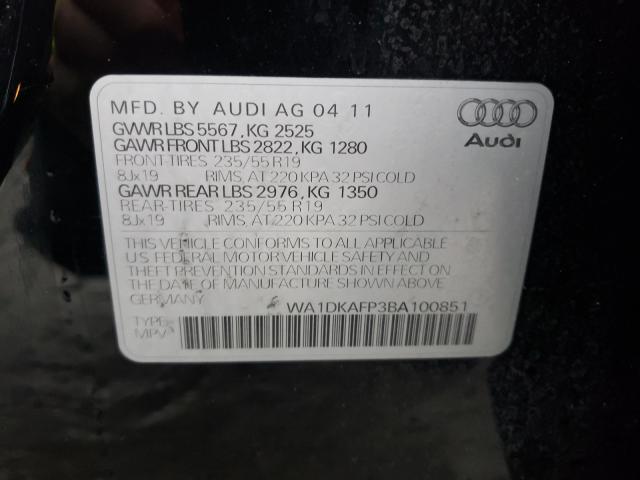 MFD. BY AUDI AG 04 11
GWWR LBS 5567, KG 2525
GAWR FRONT LBS 2822, KG 1280
FRONT-TIRES 235/55 R19
8Jx19 RIMS, AT 220 KPA 32 PSI COLD
GAWR REAR LBS 2976, KG 1350
REAR-TIRES 235/55 R19
8Jx19 RIMS, AT 220 KPA 32 PSI COLD
Audi
THIS VEHICLE CONFORMS TO ALL APPLICABLE
U.S FEDERAL MOTOR VEHICLE SAFETY AND
THEFT PREVENTION STANDARDS IN EFFECT ON
THE DATE OF MANUFACTURE SHOWN ABOVE.
GERMANY
WA1DKAFP3BA100851
TYPE:
MPV